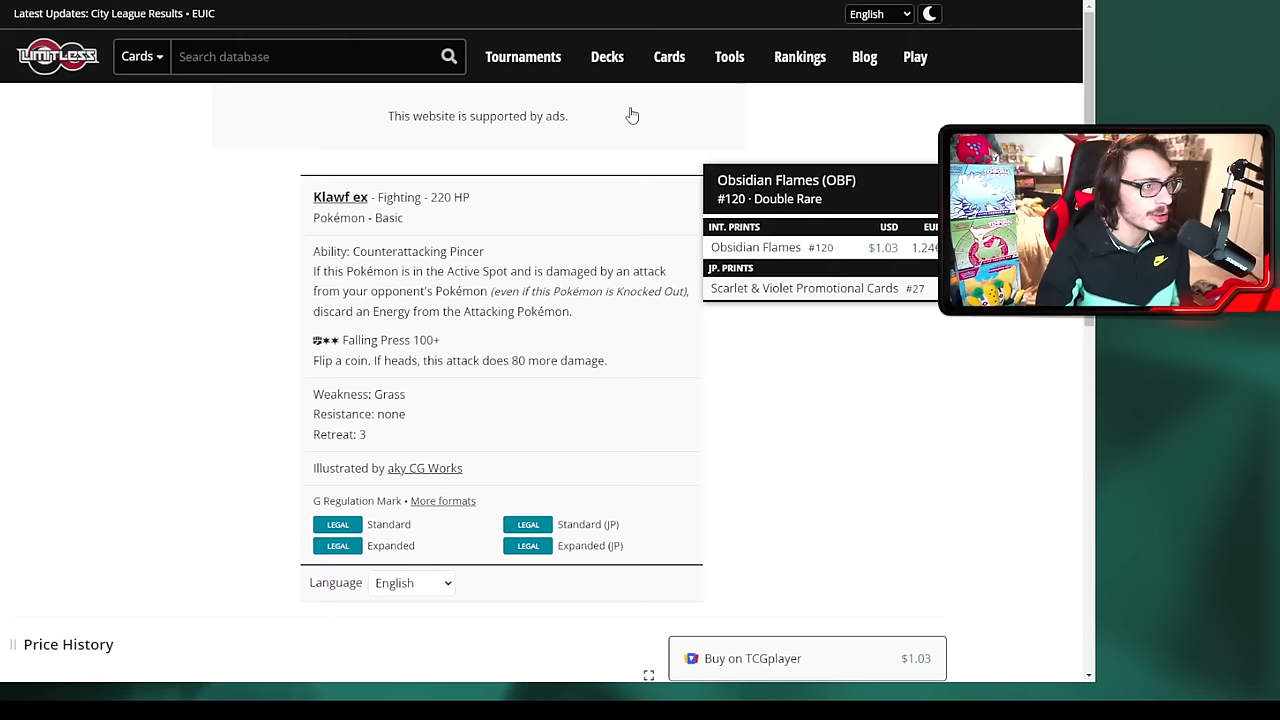 Latest Updates: City League Results • EUIC
English
LIMITLESS
Cards
Search database
Tournaments
Decks
Cards
Tools
Rankings
Blog
Play
This website is supported by ads.
Klawf ex - Fighting - 220 HP
Pokémon - Basic
Ability: Counterattacking Pincer
If this Pokémon is in the Active Spot and is damaged by an attack
from your opponent's Pokémon (even if this Pokémon is Knocked Out),
discard an Energy from the Attacking Pokémon.
Falling Press 100+
Flip a coin. If heads, this attack does 80 more damage.
Weakness: Grass
Resistance: none
Retreat: 3
Illustrated by aky CG Works
G Regulation Mark • More formats
LEGAL Standard
LEGAL Standard (JP)
LEGAL Expanded
LEGAL Expanded (JP)
Language English
Obsidian Flames (OBF)
#120 · Double Rare
INT. PRINTS USD EUR
Obsidian Flames #120 $1.03 1.24€
JP. PRINTS
Scarlet & Violet Promotional Cards #27
Price History
Buy on TCGplayer $1.03